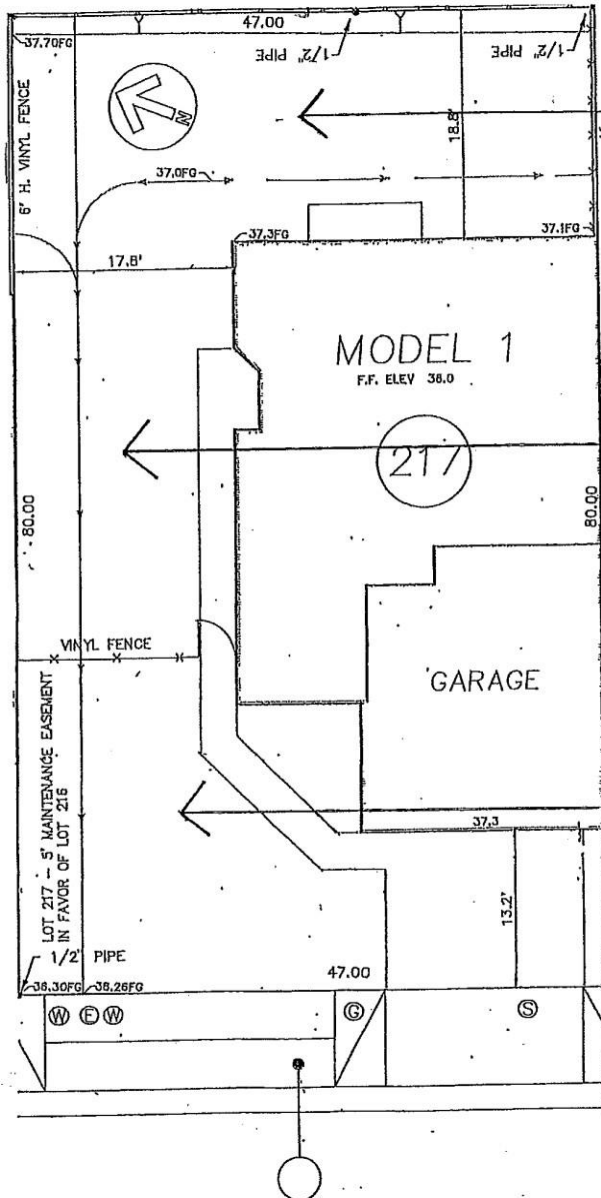 47.00
37.70FG
1/2" PIPE
1/2" PIPE
6' H. VINYL FENCE
N
18.8'
37.0FG
37.3FG
37.1FG
17.8'
MODEL 1
F.F. ELEV 38.0
217
80.00
80.00
VINYL FENCE
GARAGE
LOT 217 - 5' MAINTENANCE EASEMENT
IN FAVOR OF LOT 216
37.3
13.2'
1/2" PIPE
47.00
36.30FG
36.26FG
W E W
G
S